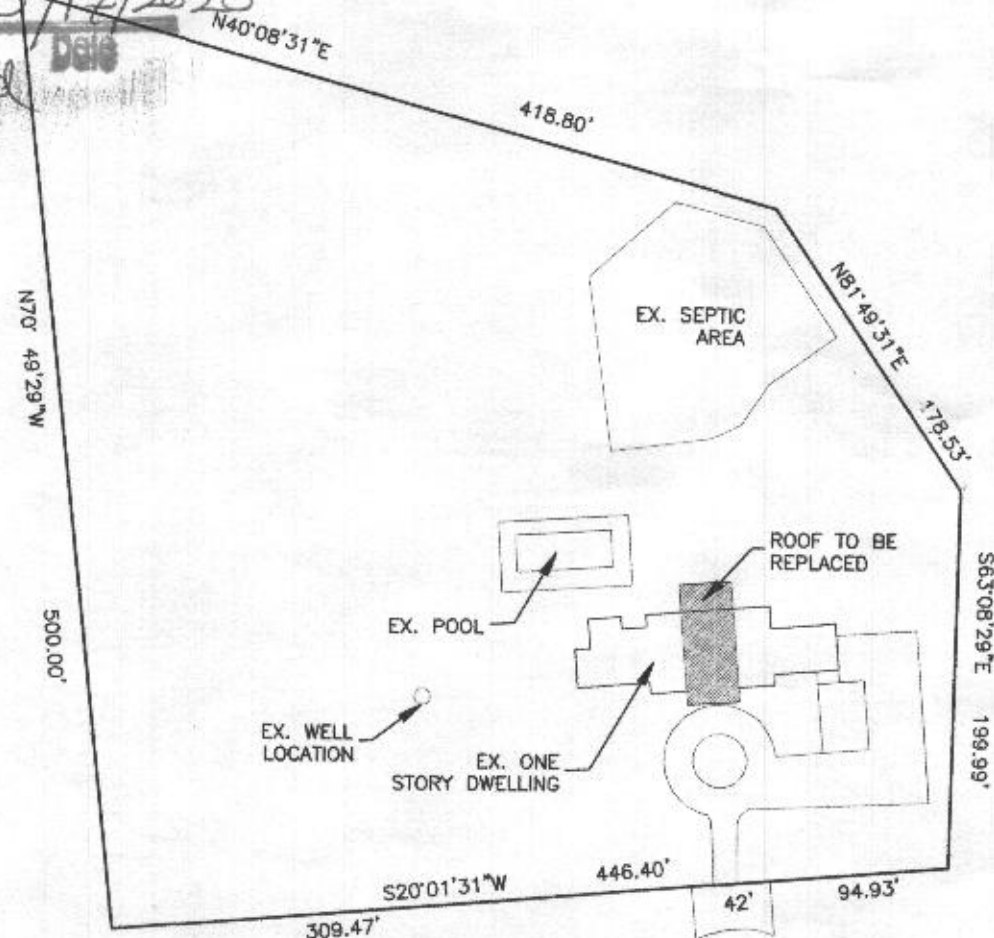 Date
N40°08'31"E
418.80'
N81°49'31"E
178.53'
EX. SEPTIC
AREA
N70° 49'29"W
500.00'
ROOF TO BE
REPLACED
S63°08'29"E
199.99'
EX. POOL
EX. WELL
LOCATION
EX. ONE
STORY DWELLING
S20°01'31"W
446.40'
309.47'
42'
94.93'